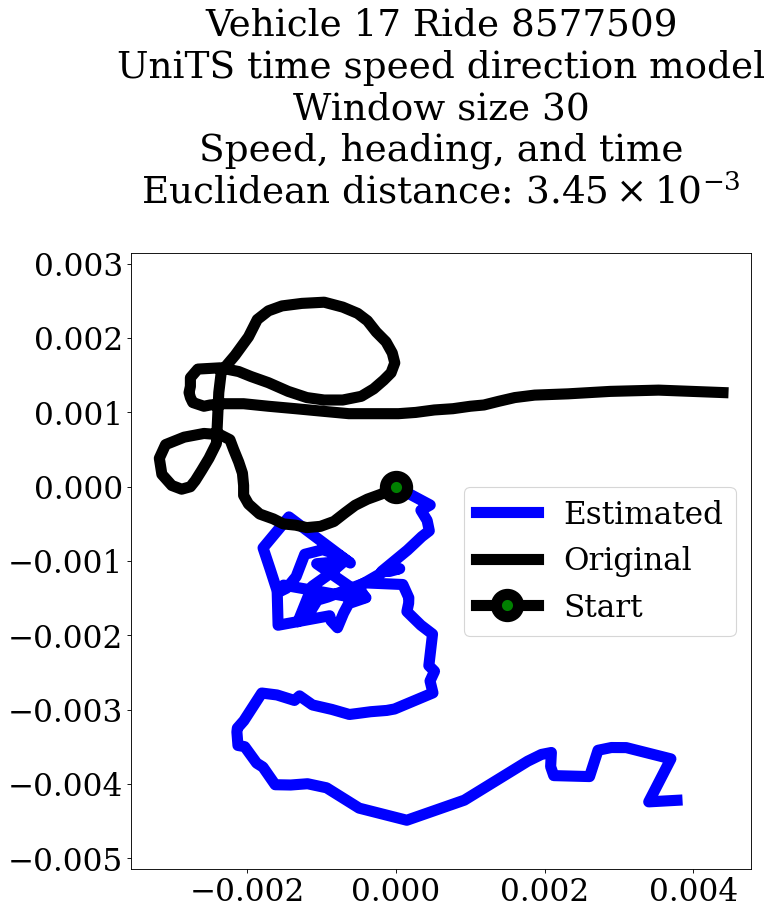 Vehicle 17 Ride 8577509
UniTS time speed direction model
Window size 30
Speed, heading, and time
Euclidean distance: 3.45 × 10⁻³
0.003
0.002
0.001
0.000
−0.001
−0.002
−0.003
−0.004
−0.005
Estimated
Original
Start
−0.002 0.000 0.002 0.004